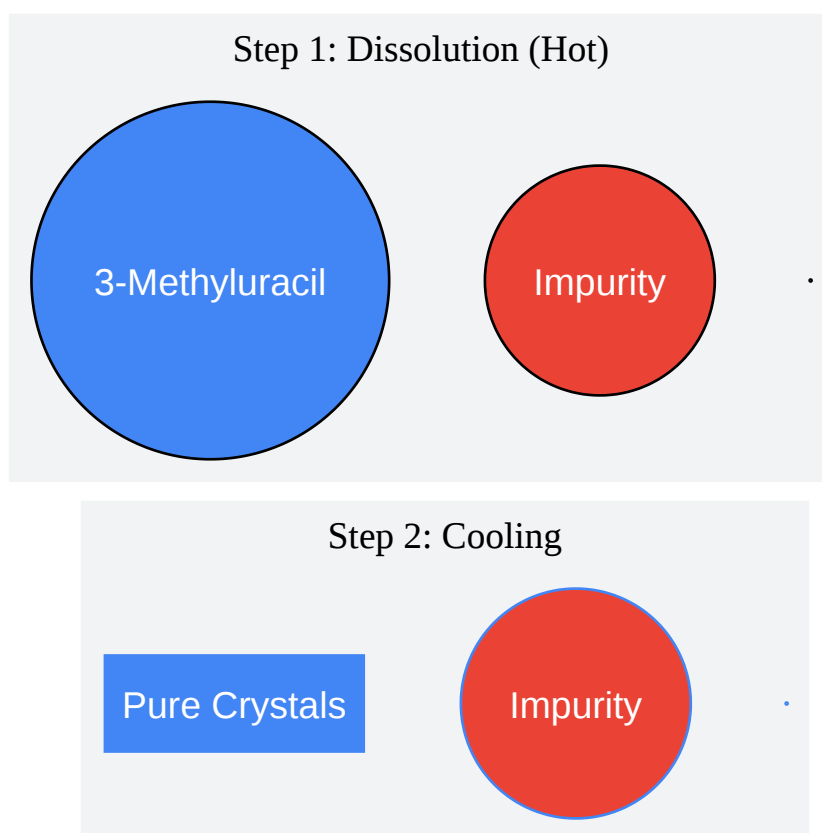 Step 1: Dissolution (Hot)
3-Methyluracil
Impurity
Step 2: Cooling
Pure Crystals
Impurity